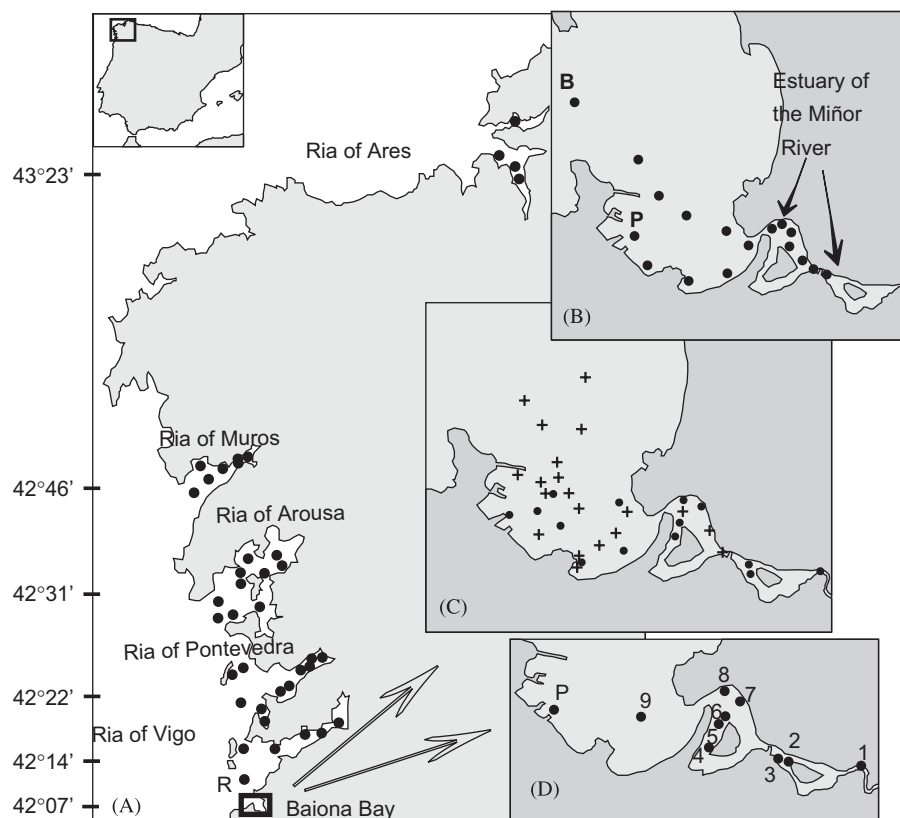 Ria of Ares
43°23'
Ria of Muros
42°46'
Ria of Arousa
42°31'
Ria of Pontevedra
42°22'
Ria of Vigo
42°14'
R
42°07'
(A)
Baiona Bay
B
Estuary of
the Miñor
River
P
(B)
(C)
8
7
P
9
6
5
4
2
3
1
(D)